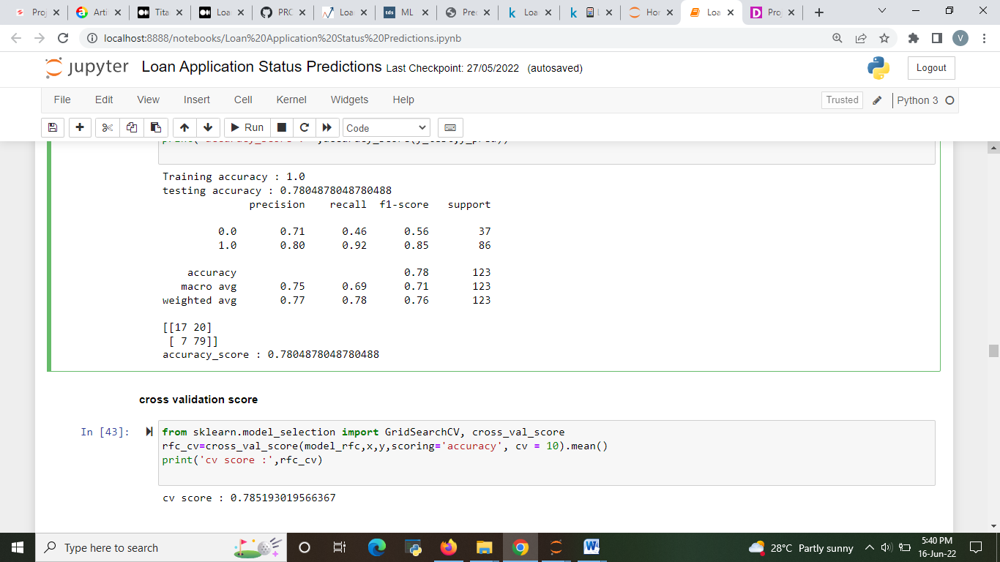 Proj
Arti
Tita
Loa
PRC
Loa
ML
Pre
Loa
L
Hor
Loa
Pro
localhost:8888/notebooks/Loan%20Application%20Status%20Predictions.ipynb
V
jupyter Loan Application Status Predictions Last Checkpoint: 27/05/2022 (autosaved)
Logout
File Edit View Insert Cell Kernel Widgets Help
Trusted Python 3
Run Code
Training accuracy : 1.0
testing accuracy : 0.7804878048780488
precision recall f1-score support
0.0 0.71 0.46 0.56 37
1.0 0.80 0.92 0.85 86
accuracy 0.78 123
macro avg 0.75 0.69 0.71 123
weighted avg 0.77 0.78 0.76 123
[[17 20]
[ 7 79]]
accuracy_score : 0.7804878048780488
cross validation score
In [43]:
from sklearn.model_selection import GridSearchCV, cross_val_score
rfc_cv=cross_val_score(model_rfc,x,y,scoring='accuracy', cv = 10).mean()
print('cv score :',rfc_cv)
cv score : 0.785193019566367
Type here to search
28°C Partly sunny
5:40 PM
16-Jun-22